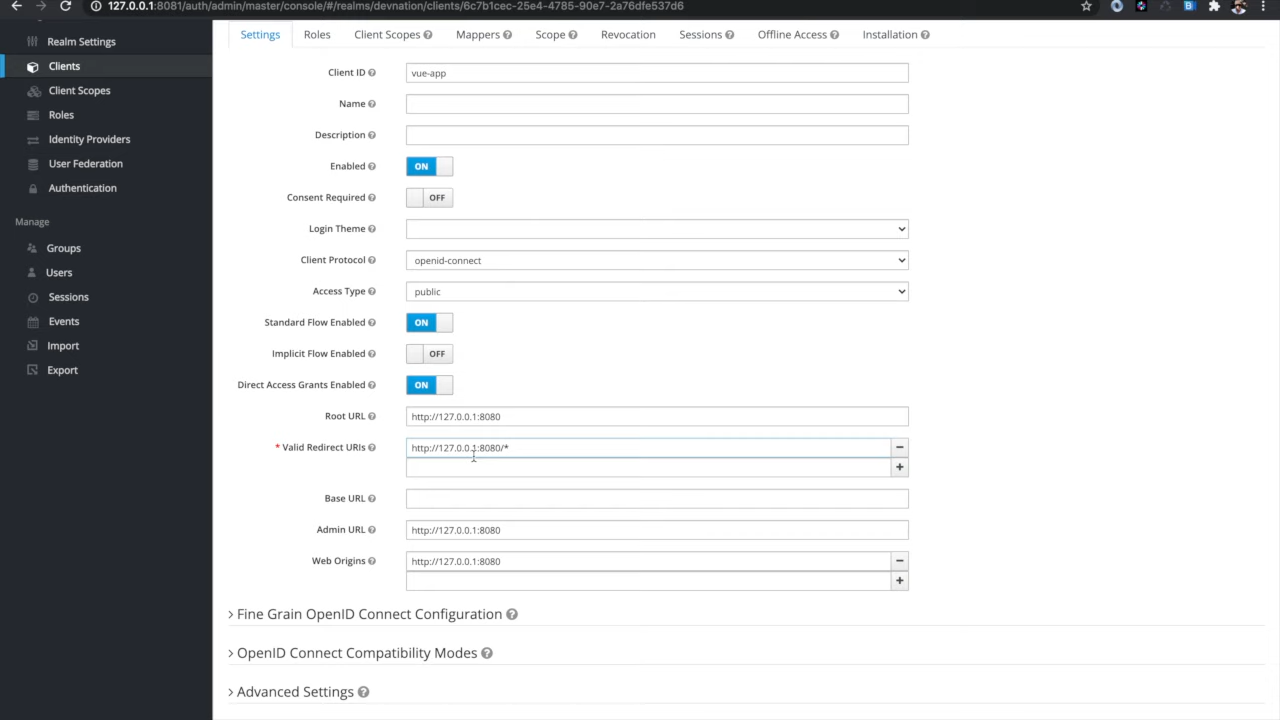 127.0.0.1:8081/auth/admin/master/console/#/realms/devnation/clients/6c7b1cec-25e4-4785-90e7-2a76dfe537d6
Realm Settings
Clients
Client Scopes
Roles
Identity Providers
User Federation
Authentication
Manage
Groups
Users
Sessions
Events
Import
Export
Settings Roles Client Scopes Mappers Scope Revocation Sessions Offline Access Installation
Client ID vue-app
Name
Description
Enabled ON
Consent Required OFF
Login Theme
Client Protocol openid-connect
Access Type public
Standard Flow Enabled ON
Implicit Flow Enabled OFF
Direct Access Grants Enabled ON
Root URL http://127.0.0.1:8080
* Valid Redirect URIs http://127.0.0.1:8080/*
Base URL
Admin URL http://127.0.0.1:8080
Web Origins http://127.0.0.1:8080
Fine Grain OpenID Connect Configuration
OpenID Connect Compatibility Modes
Advanced Settings